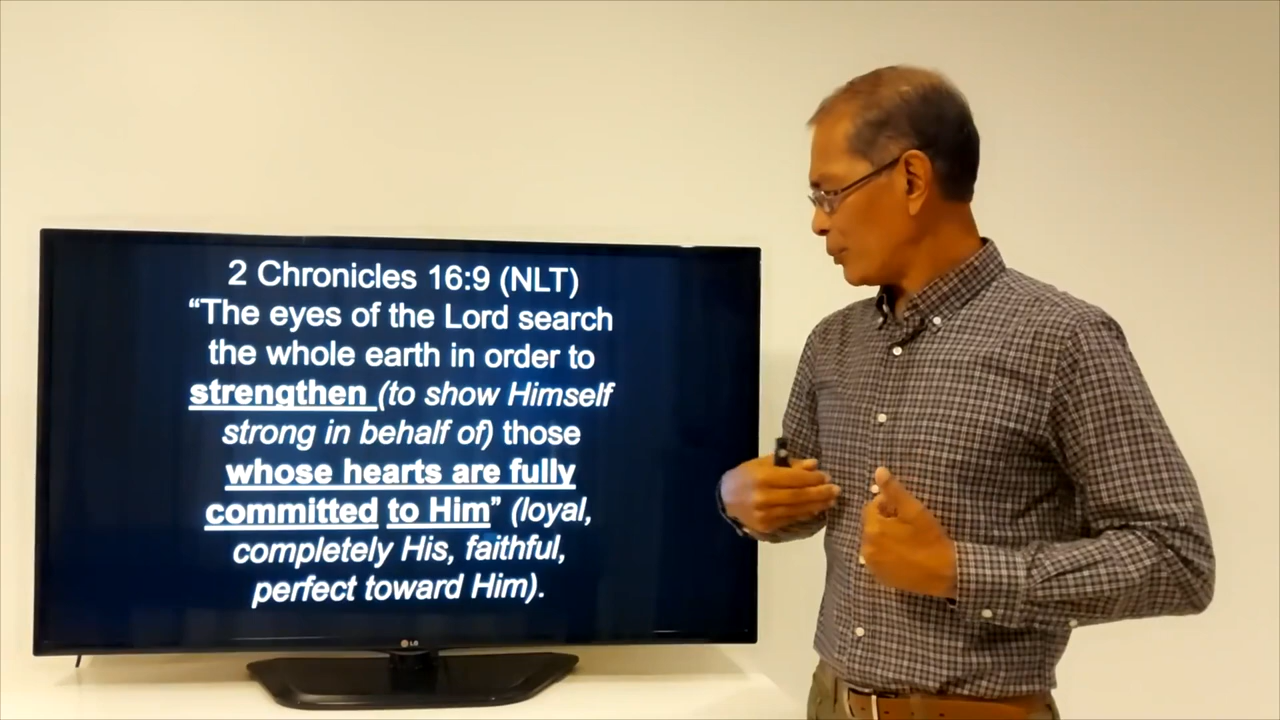 2 Chronicles 16:9 (NLT)
“The eyes of the Lord search
the whole earth in order to
strengthen (to show Himself
strong in behalf of) those
whose hearts are fully
committed to Him” (loyal,
completely His, faithful,
perfect toward Him).
LG